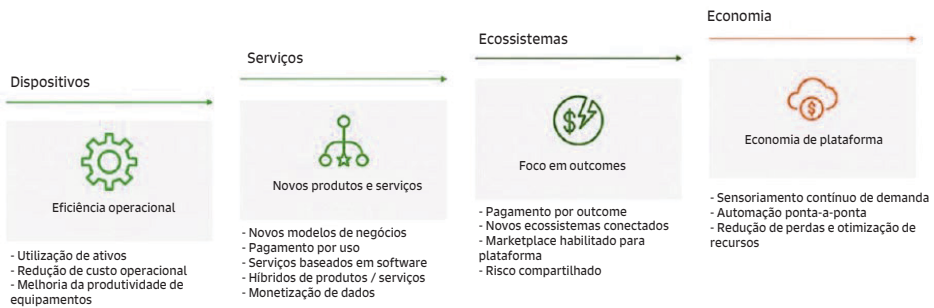 Dispositivos
Eficiência operacional
- Utilização de ativos
- Redução de custo operacional
- Melhoria da produtividade de
equipamentos
Serviços
Novos produtos e serviços
- Novos modelos de negócios
- Pagamento por uso
- Serviços baseados em software
- Híbridos de produtos / serviços
- Monetização de dados
Ecossistemas
$
Foco em outcomes
- Pagamento por outcome
- Novos ecossistemas conectados
- Marketplace habilitado para
plataforma
- Risco compartilhado
Economia
$
Economia de plataforma
- Sensoriamento contínuo de demanda
- Automação ponta-a-ponta
- Redução de perdas e otimização de
recursos